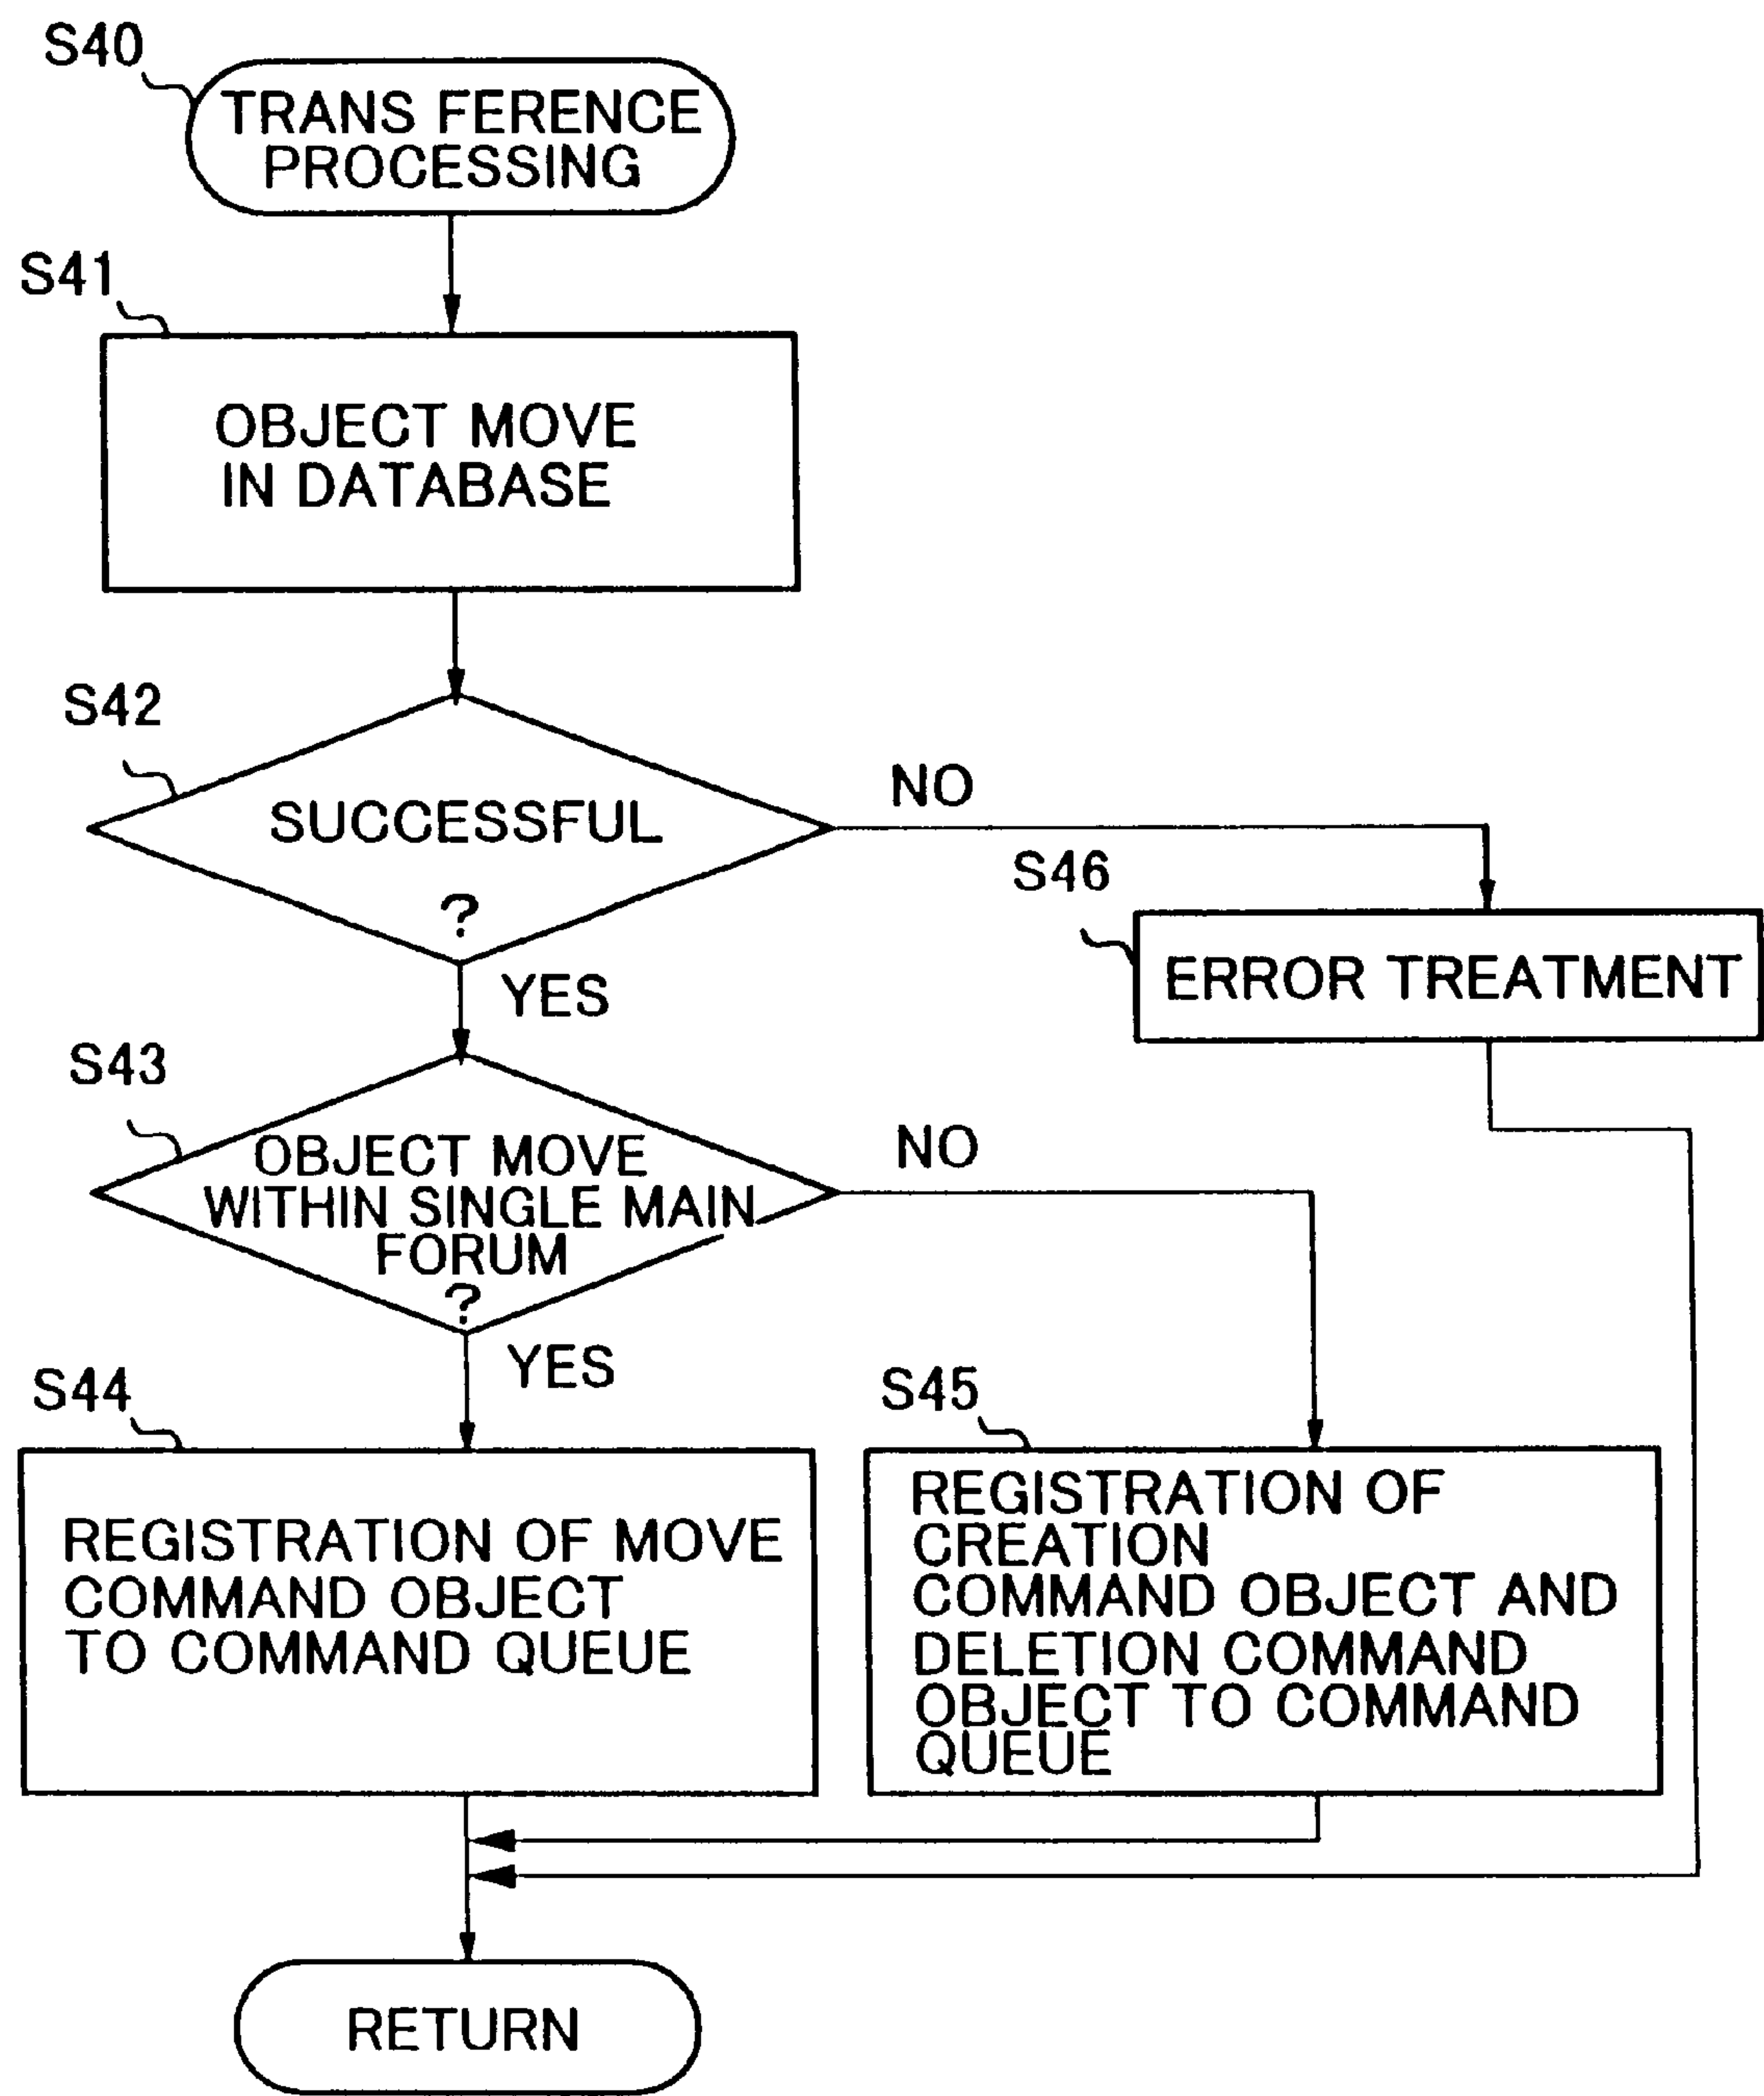 S40
TRANS FERENCE
PROCESSING
S41
OBJECT MOVE
IN DATABASE
S42
SUCCESSFUL
?
NO
YES
S46
ERROR TREATMENT
S43
OBJECT MOVE
WITHIN SINGLE MAIN
FORUM
?
NO
YES
S44
REGISTRATION OF MOVE
COMMAND OBJECT
TO COMMAND QUEUE
S45
REGISTRATION OF
CREATION
COMMAND OBJECT AND
DELETION COMMAND
OBJECT TO COMMAND
QUEUE
RETURN